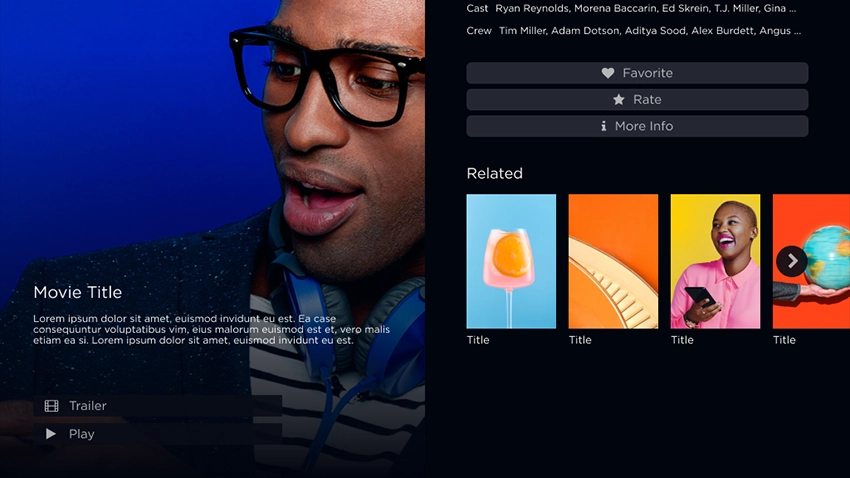 Cast Ryan Reynolds, Morena Baccarin, Ed Skrein, T.J. Miller, Gina ...
Crew Tim Miller, Adam Dotson, Aditya Sood, Alex Burdett, Angus ...
Favorite
Rate
More Info
Related
Title
Title
Title
Title
Movie Title
Lorem ipsum dolor sit amet, euismod invidunt eu est. Ea case
consequuntur voluptatibus vim, eius malorum euismod est et, vero malis
etiam ea si. Lorem ipsum dolor sit amet, euismod invidunt eu est.
Trailer
Play